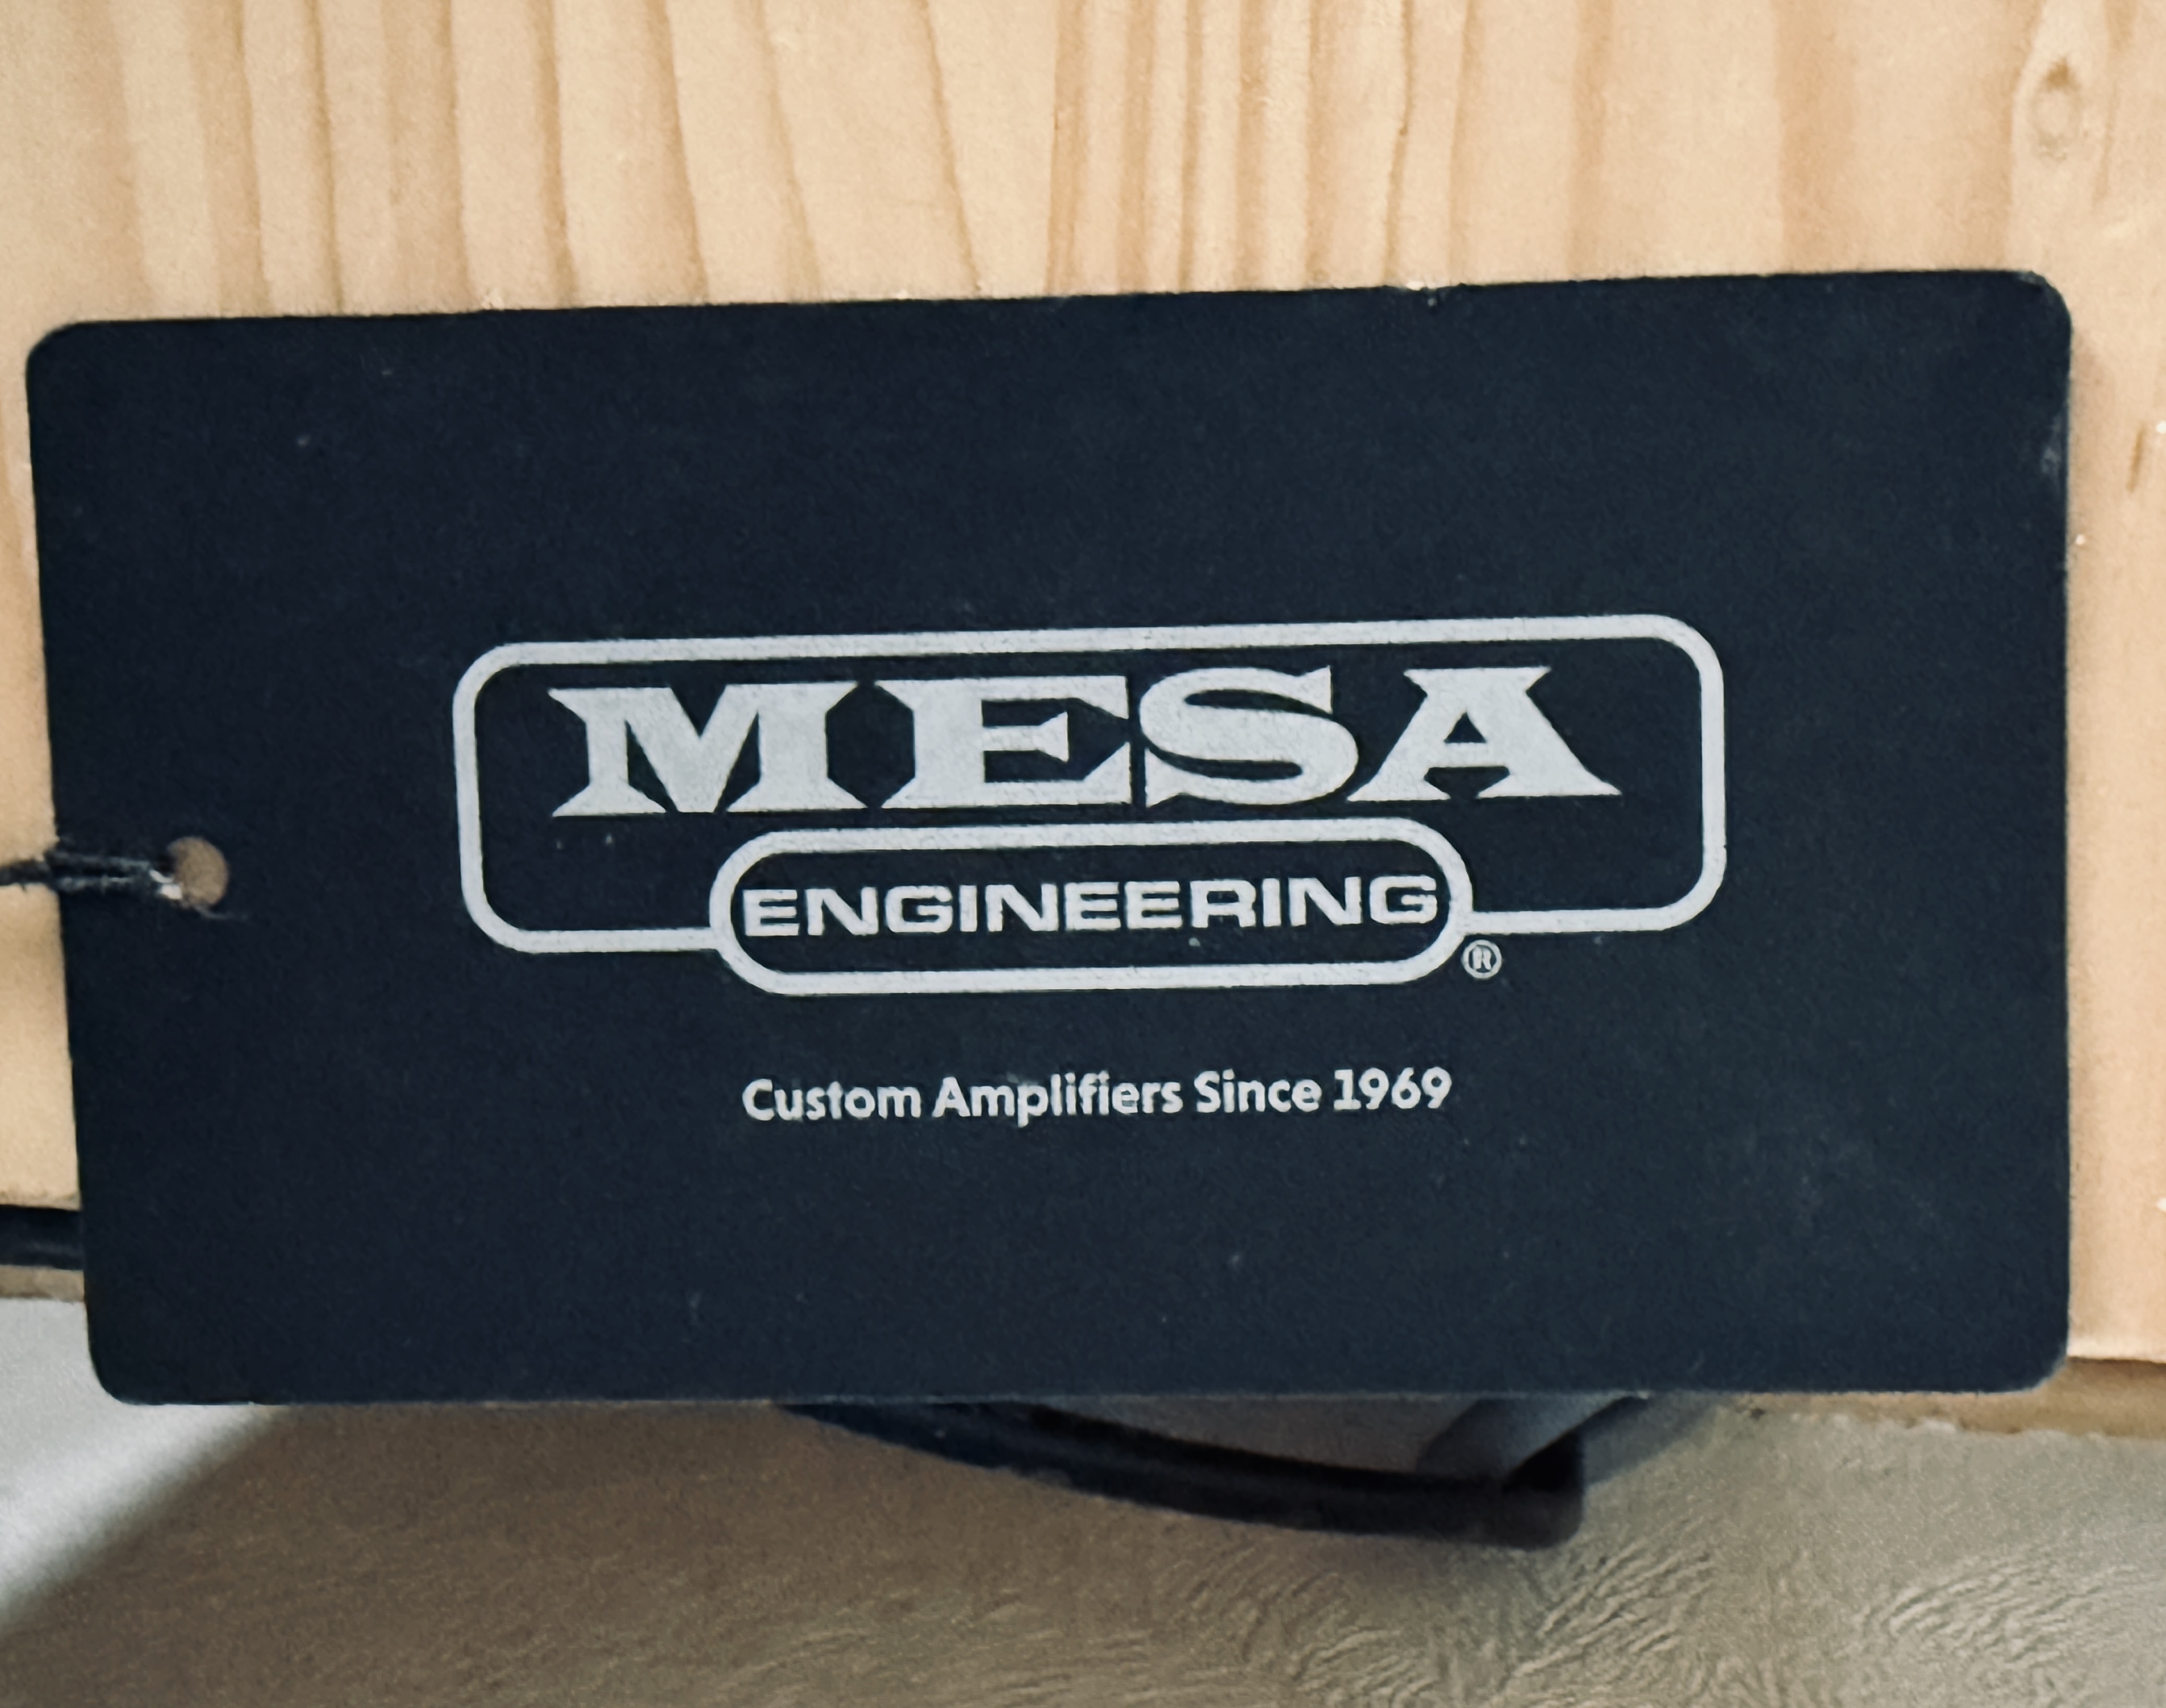 MESA
ENGINEERING
®
Custom Amplifiers Since 1969